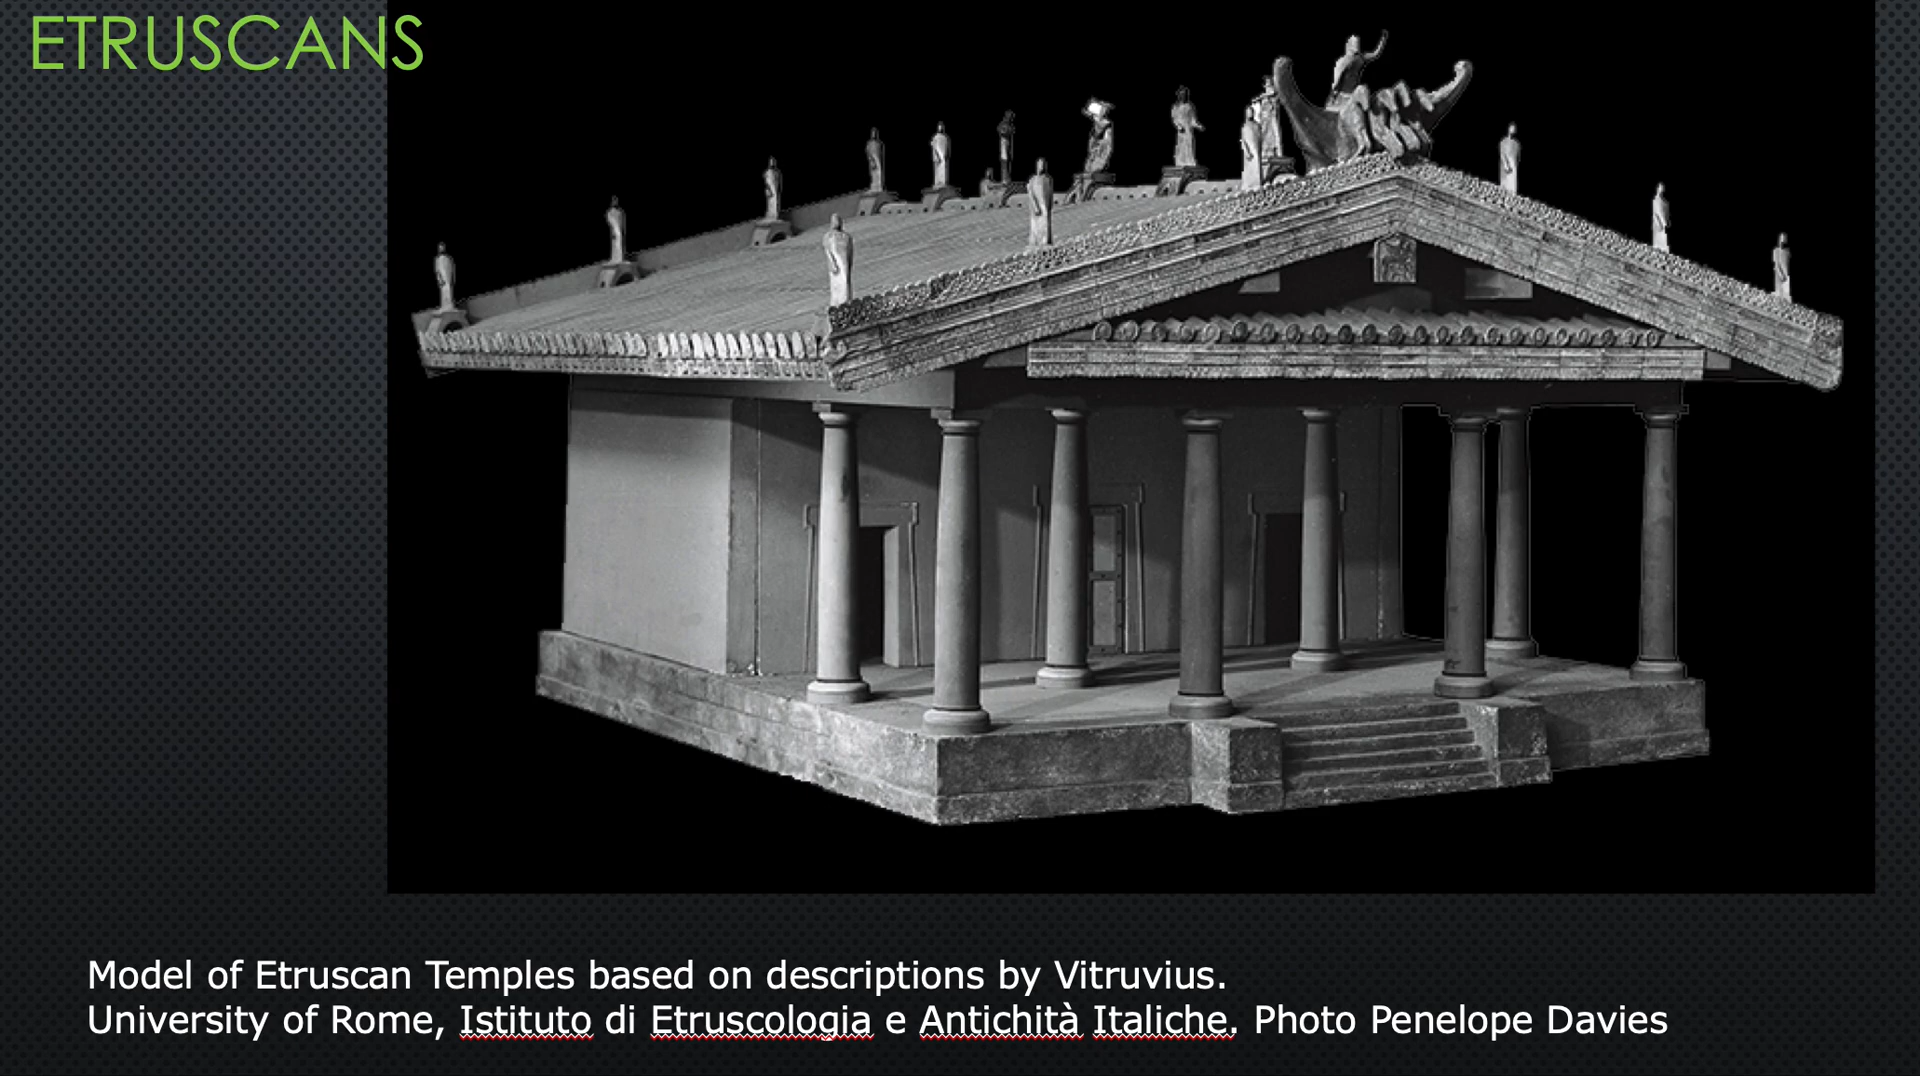 ETRUSCANS
Model of Etruscan Temples based on descriptions by Vitruvius.
University of Rome, Istituto di Etruscologia e Antichità Italiche. Photo Penelope Davies